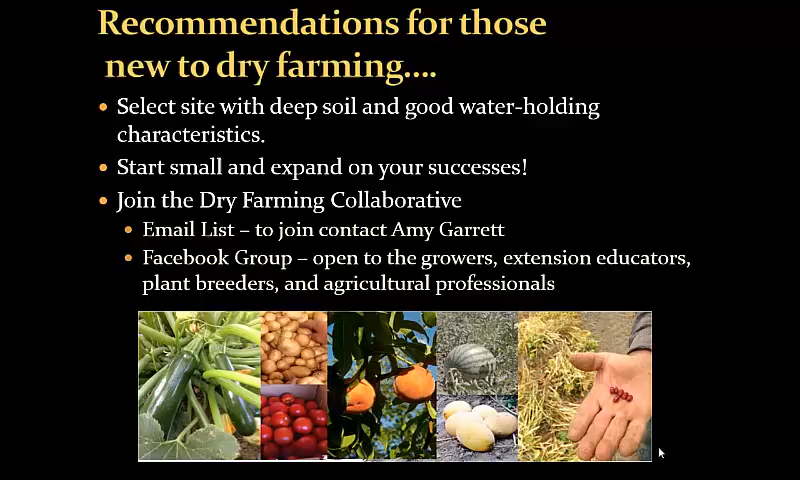 Recommendations for those
new to dry farming....
• Select site with deep soil and good water-holding
characteristics.
• Start small and expand on your successes!
• Join the Dry Farming Collaborative
• Email List – to join contact Amy Garrett
• Facebook Group – open to the growers, extension educators,
plant breeders, and agricultural professionals